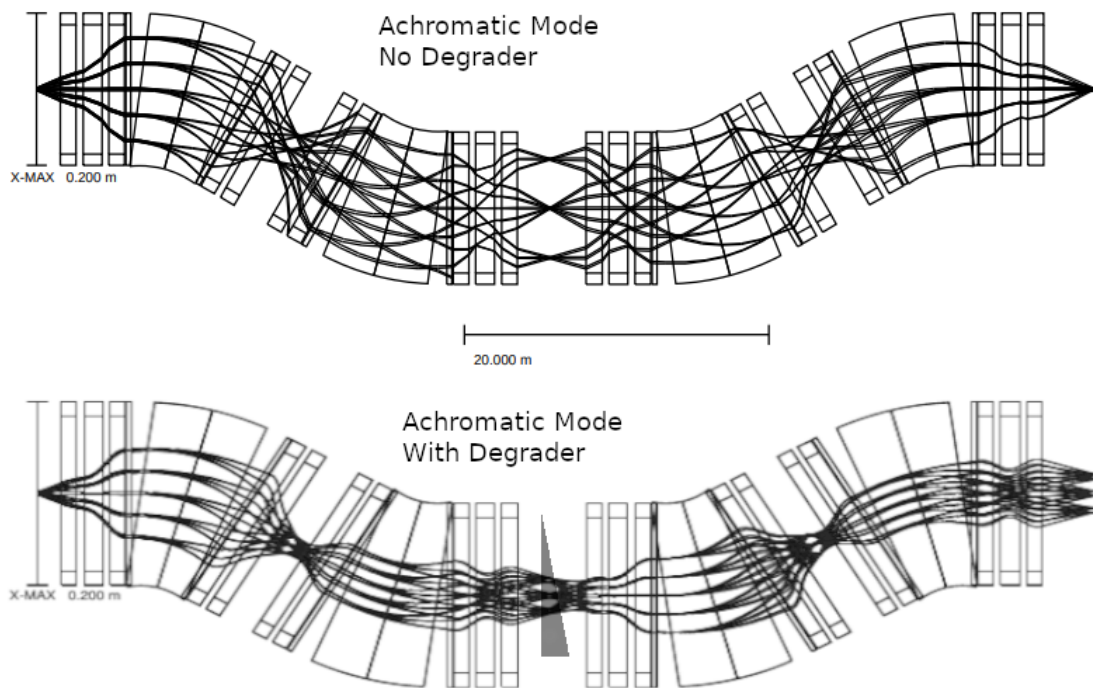 Achromatic Mode
No Degrader
X-MAX 0.200 m
20.000 m
Achromatic Mode
With Degrader
X-MAX 0.200 m